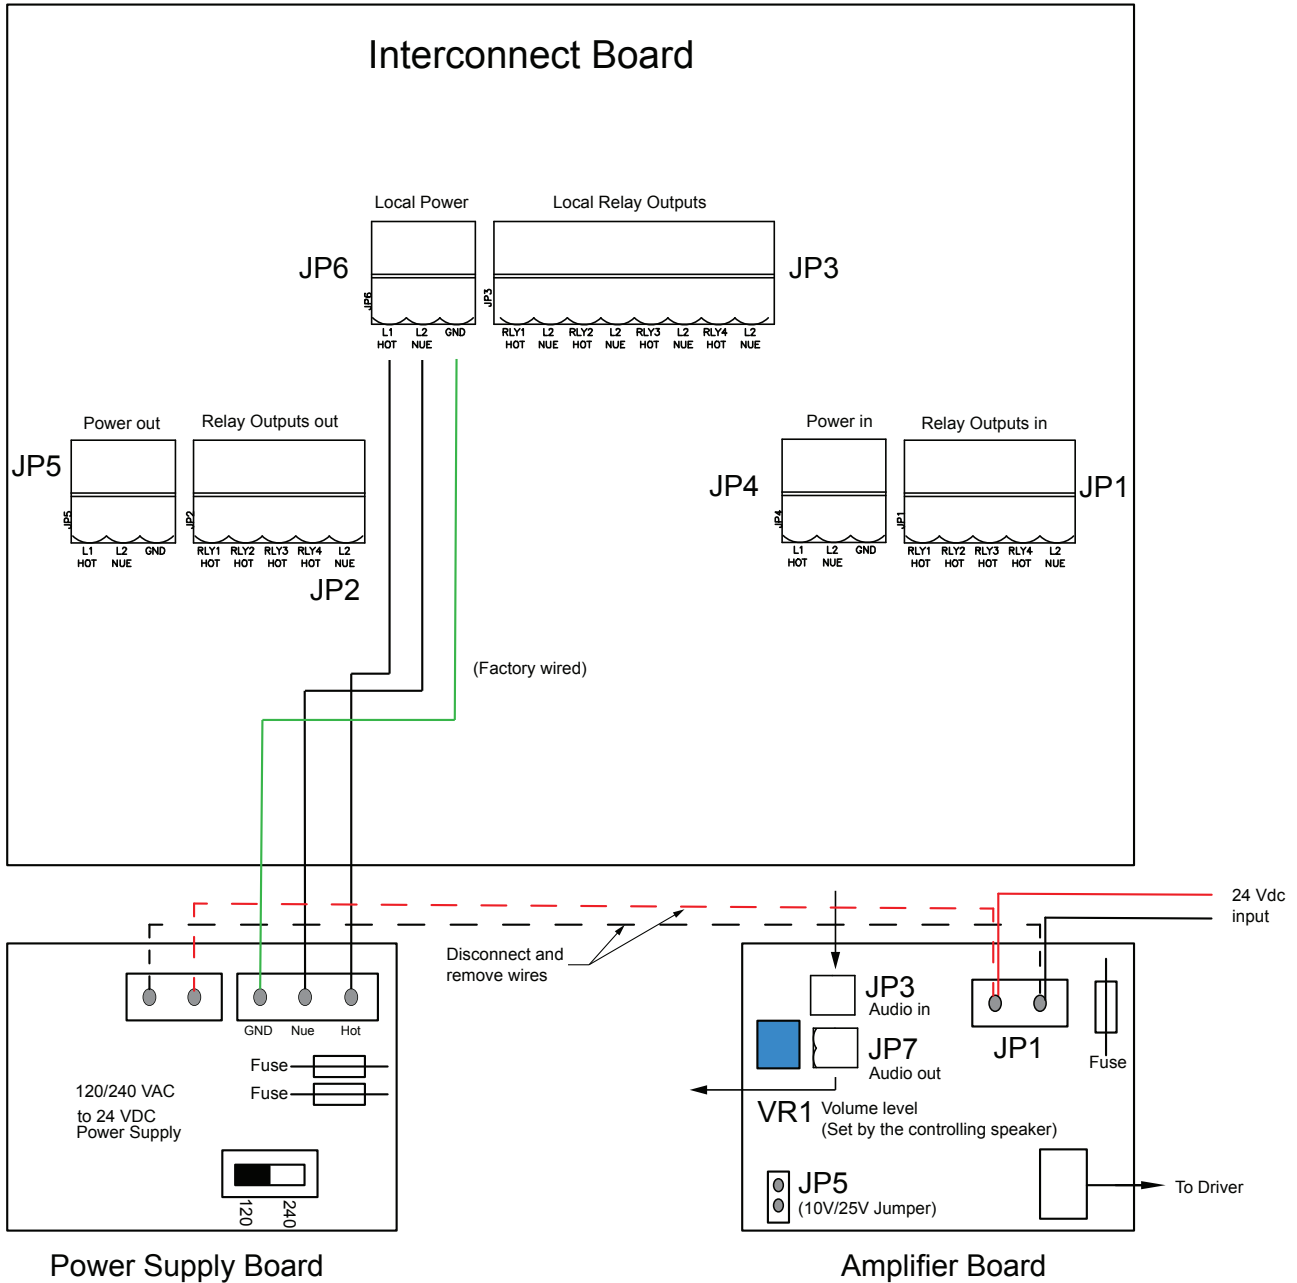 Interconnect Board
Local Power
Local Relay Outputs
JP6
JP3
JP6
JP3
L1 L2 GND
HOT NUE
RLY1 L2 RLY2 L2 RLY3 L2 RLY4 L2
HOT NUE HOT NUE HOT NUE HOT NUE
Power out
Relay Outputs out
Power in
Relay Outputs in
JP5
JP4
JP1
JP5
JP2
JP4
JP1
L1 L2 GND
HOT NUE
RLY1 RLY2 RLY3 RLY4 L2
HOT HOT HOT HOT NUE
L1 L2 GND
HOT NUE
RLY1 RLY2 RLY3 RLY4 L2
HOT HOT HOT HOT NUE
JP2
(Factory wired)
24 Vdc
input
Disconnect and
remove wires
GND Nue Hot
Fuse
Fuse
120/240 VAC
to 24 VDC
Power Supply
120
240
Power Supply Board
JP3
Audio in
JP7
Audio out
JP1
Fuse
VR1
Volume level
(Set by the controlling speaker)
JP5
(10V/25V Jumper)
To Driver
Amplifier Board